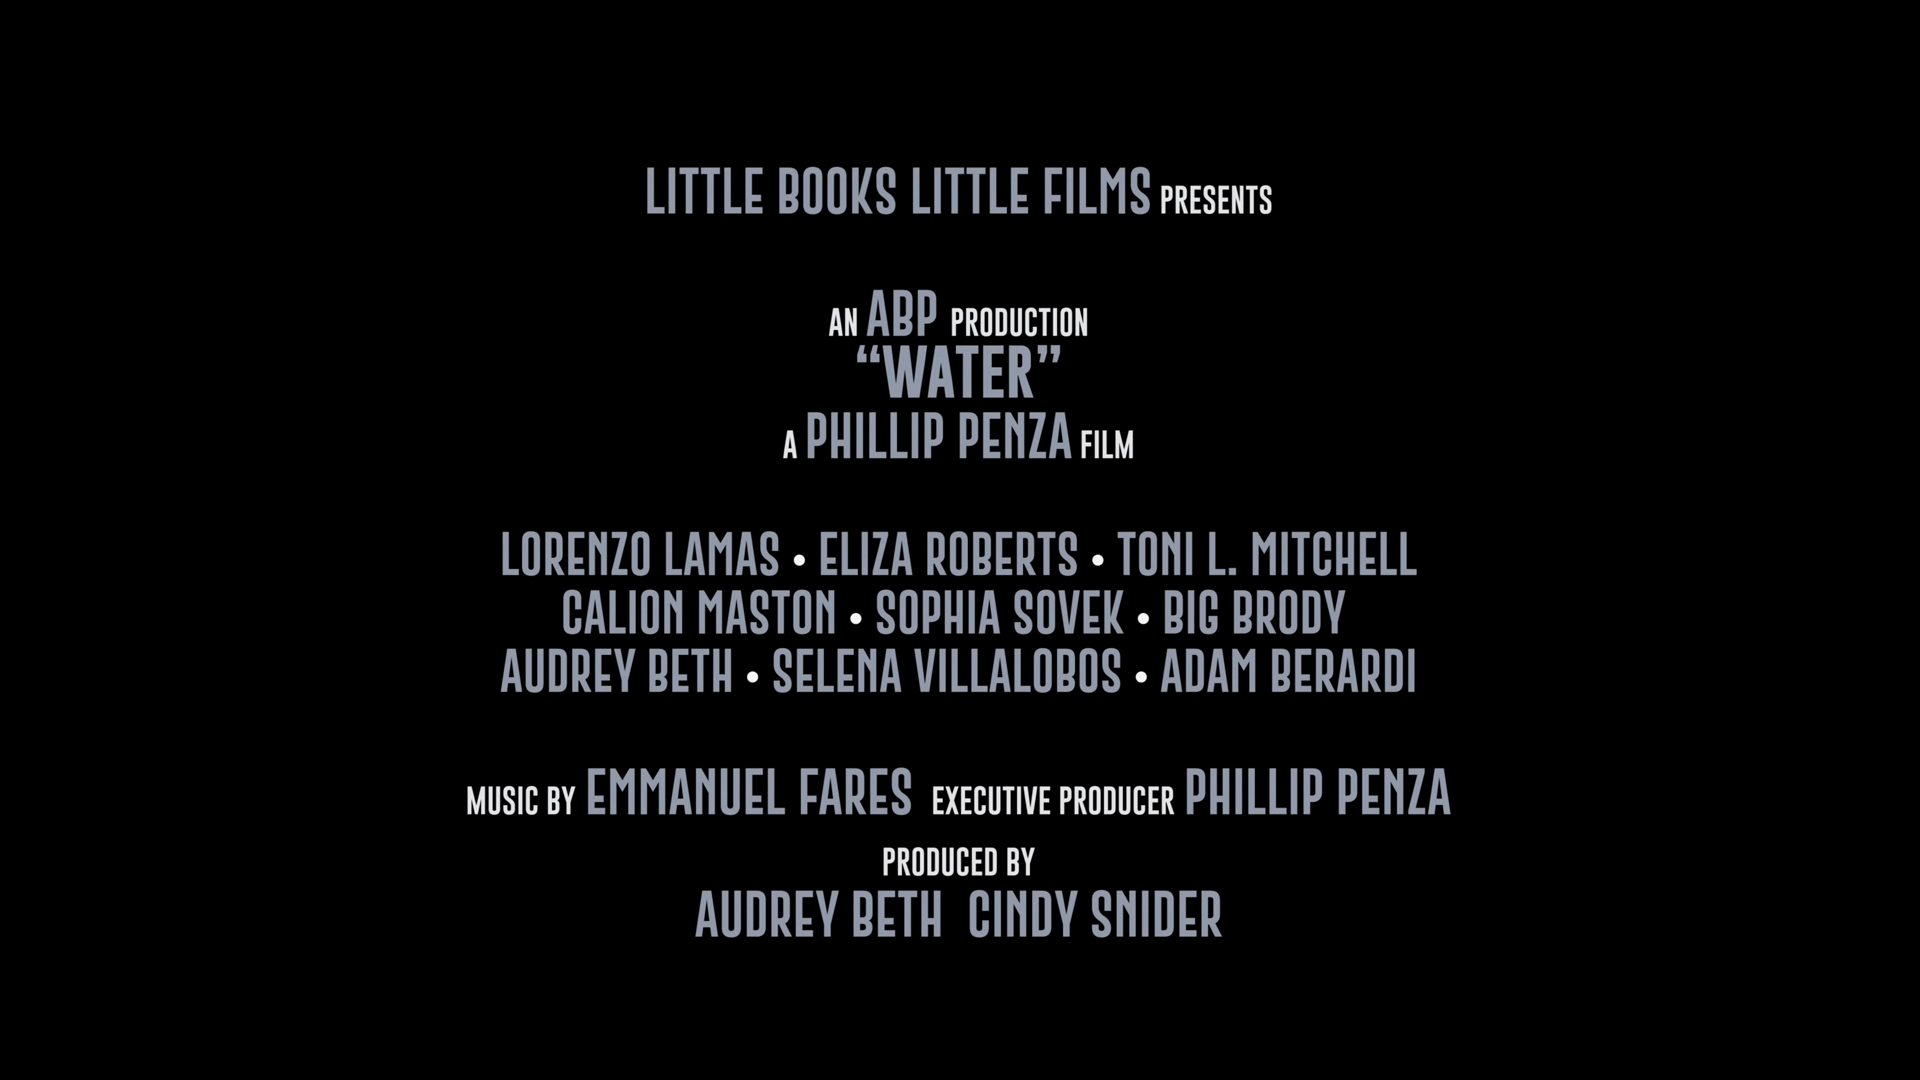 LITTLE BOOKS LITTLE FILMS PRESENTS
AN ABP PRODUCTION
“WATER”
A PHILLIP PENZA FILM
LORENZO LAMAS • ELIZA ROBERTS • TONI L. MITCHELL
CALION MASTON • SOPHIA SOVEK • BIG BRODY
AUDREY BETH • SELENA VILLALOBOS • ADAM BERARDI
MUSIC BY EMMANUEL FARES EXECUTIVE PRODUCER PHILLIP PENZA
PRODUCED BY
AUDREY BETH CINDY SNIDER